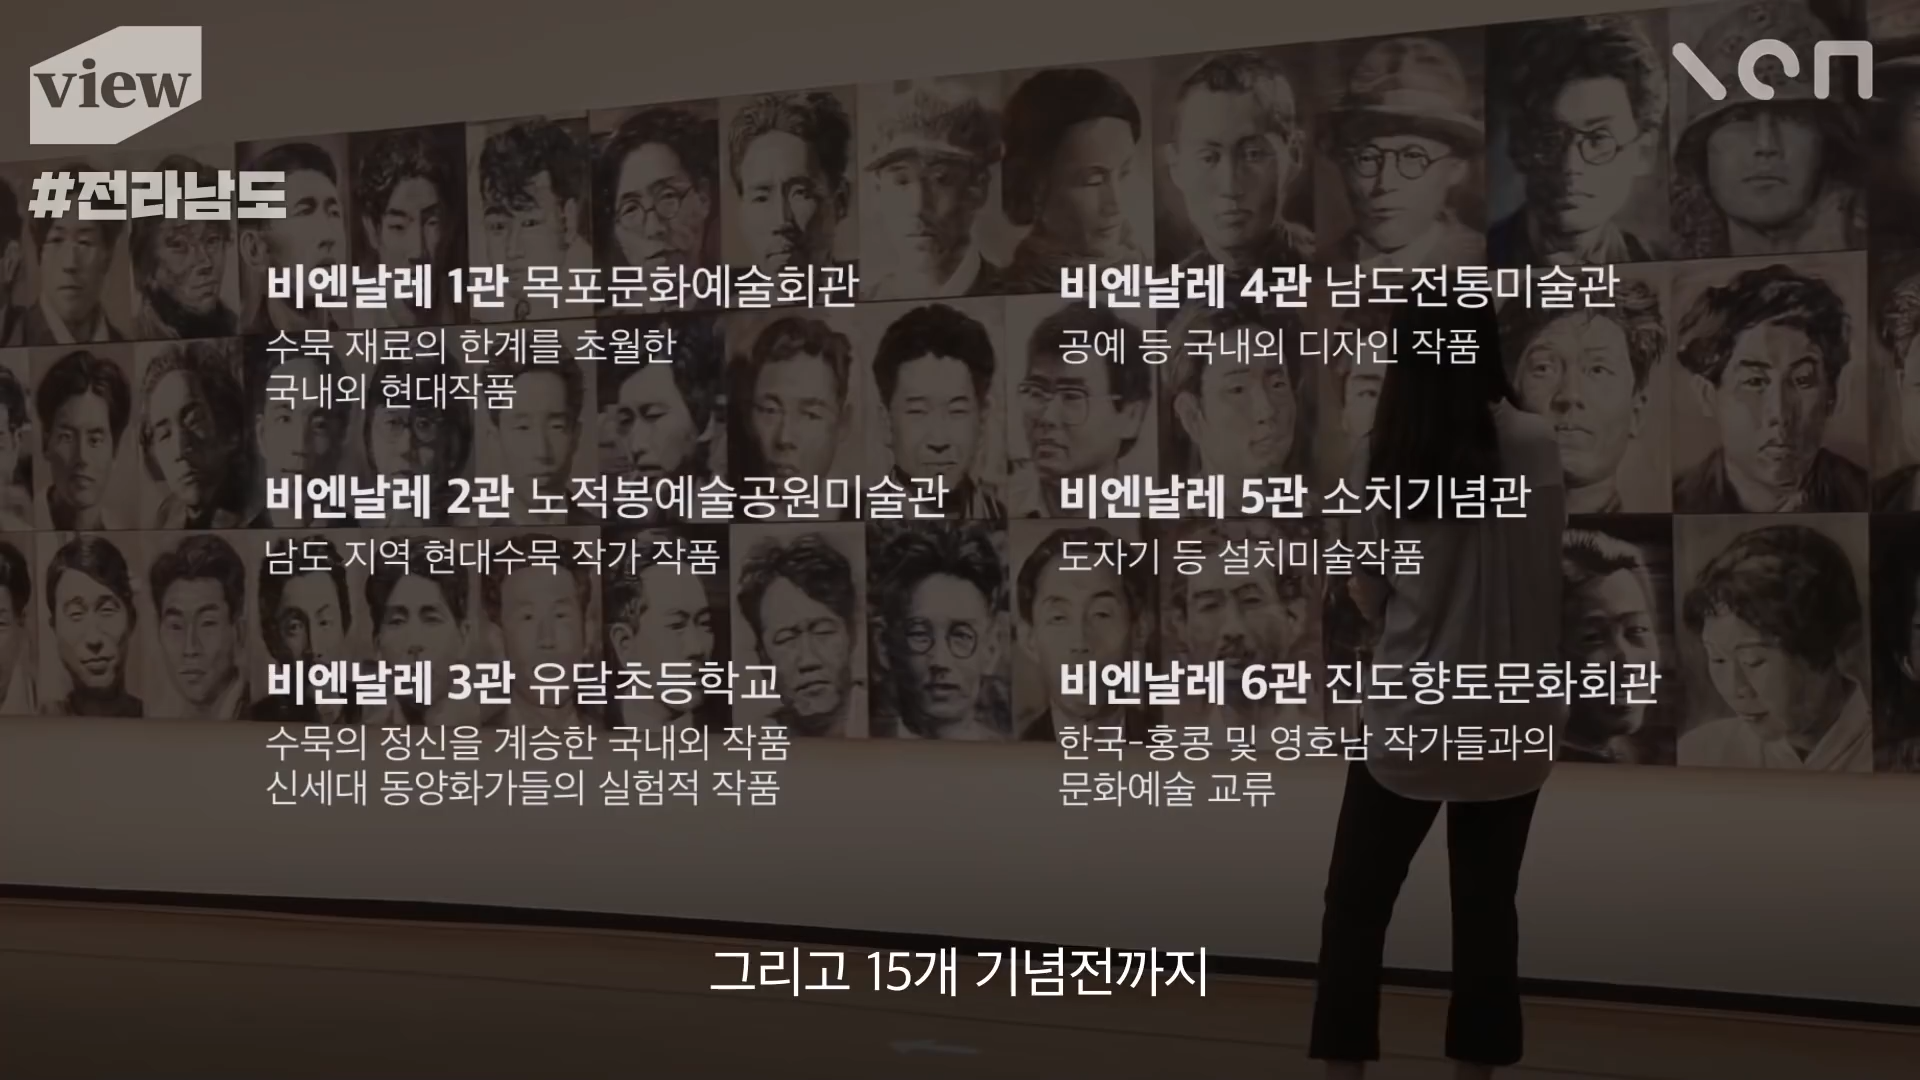 view
#전라남도
비엔날레 1관 목포문화예술회관
수묵 재료의 한계를 초월한
국내외 현대작품
비엔날레 2관 노적봉예술공원미술관
남도 지역 현대수묵 작가 작품
비엔날레 3관 유달초등학교
수묵의 정신을 계승한 국내외 작품
신세대 동양화가들의 실험적 작품
비엔날레 4관 남도전통미술관
공예 등 국내외 디자인 작품
비엔날레 5관 소치기념관
도자기 등 설치미술작품
비엔날레 6관 진도향토문화회관
한국-홍콩 및 영호남 작가들과의
문화예술 교류
그리고 15개 기념전까지